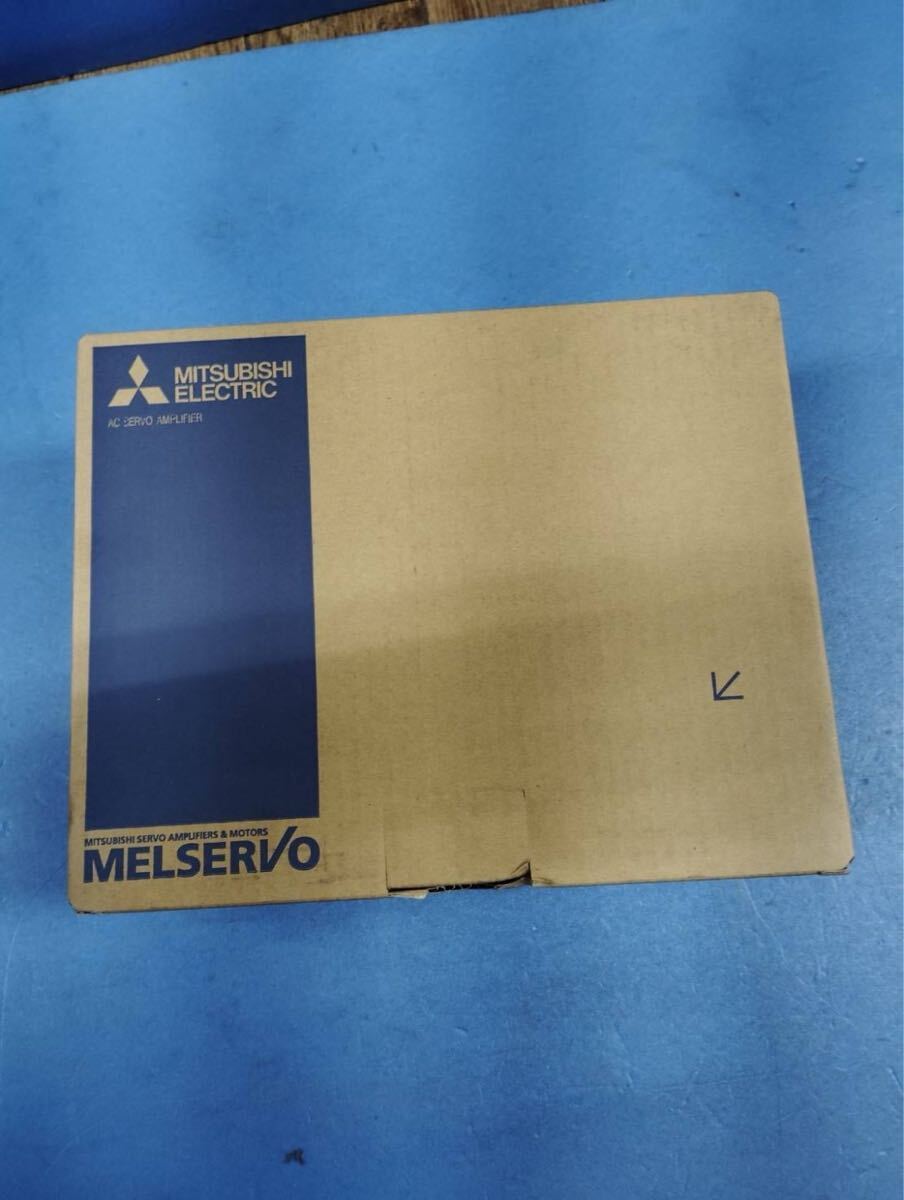 MITSUBISHI
ELECTRIC
AC SERVO AMPLIFIER
MITSUBISHI SERVO AMPLIFIERS & MOTORS
MELSERVO